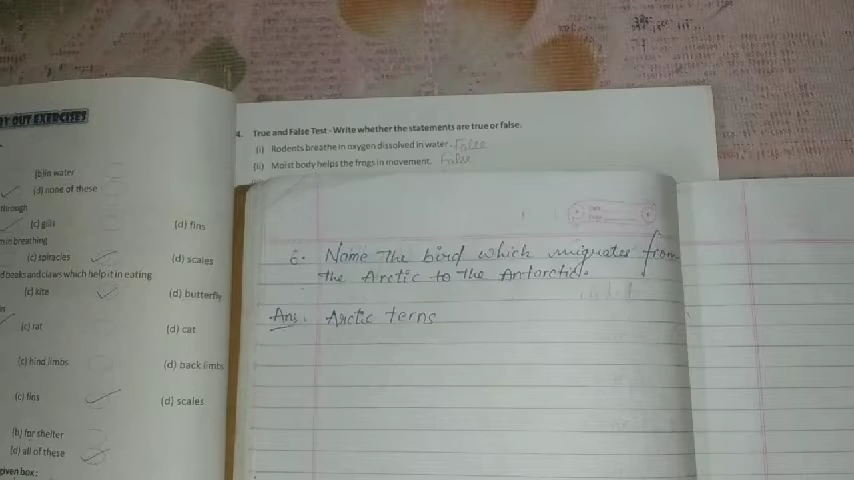 EXERCISES
(b)in water
(d) none of these
through
(c) gills
(d) fins
in breathing
(c) spiracles
(d) scales
beaks and claws which help it in eating
(c) kite
(d) butterfly
(c) rat
(d) cat
(c) hind limbs
(d) back limbs
(c) fins
(d) scales
(b) for shelter
(d) all of these
given box:
4. True and False Test - Write whether the statements are true or false.
(i) Rodents breathe in oxygen dissolved in water. False
(ii) Moist body helps the frogs in movement. False
c. Name the bird which migrates from
the Arctic to the Antarctid.
Ans. Arctic terns